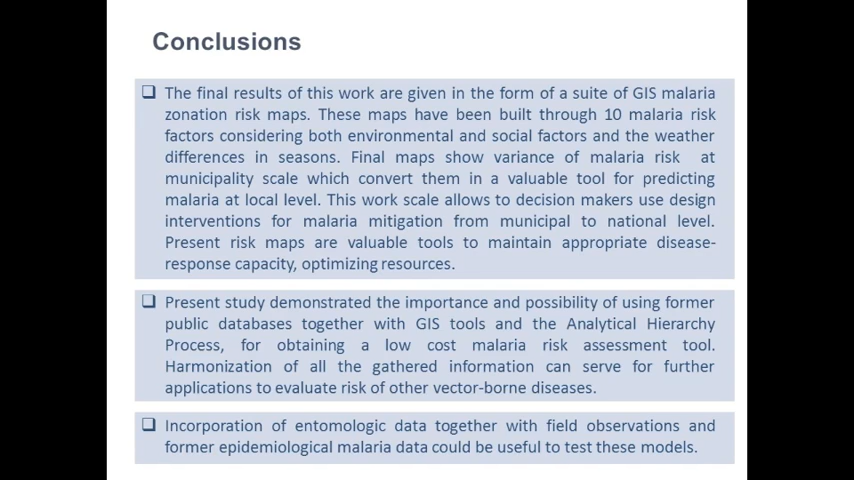 Conclusions
❑ The final results of this work are given in the form of a suite of GIS malaria
zonation risk maps. These maps have been built through 10 malaria risk
factors considering both environmental and social factors and the weather
differences in seasons. Final maps show variance of malaria risk at
municipality scale which convert them in a valuable tool for predicting
malaria at local level. This work scale allows to decision makers use design
interventions for malaria mitigation from municipal to national level.
Present risk maps are valuable tools to maintain appropriate disease-
response capacity, optimizing resources.
❑ Present study demonstrated the importance and possibility of using former
public databases together with GIS tools and the Analytical Hierarchy
Process, for obtaining a low cost malaria risk assessment tool.
Harmonization of all the gathered information can serve for further
applications to evaluate risk of other vector-borne diseases.
❑ Incorporation of entomologic data together with field observations and
former epidemiological malaria data could be useful to test these models.